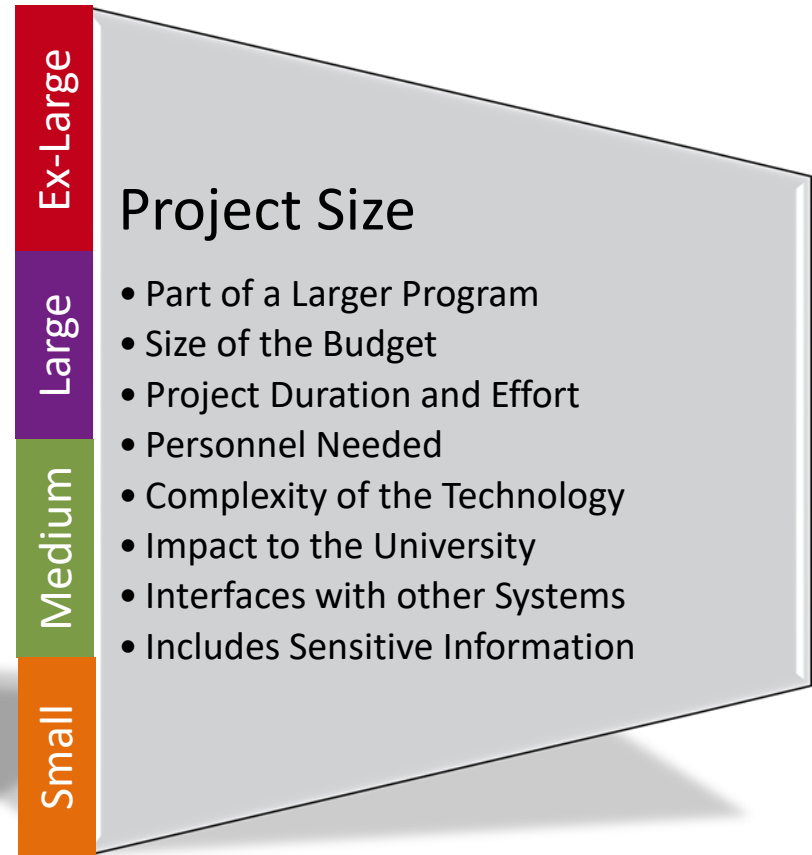 Ex-Large
Large
Medium
Small
Project Size
• Part of a Larger Program
• Size of the Budget
• Project Duration and Effort
• Personnel Needed
• Complexity of the Technology
• Impact to the University
• Interfaces with other Systems
• Includes Sensitive Information